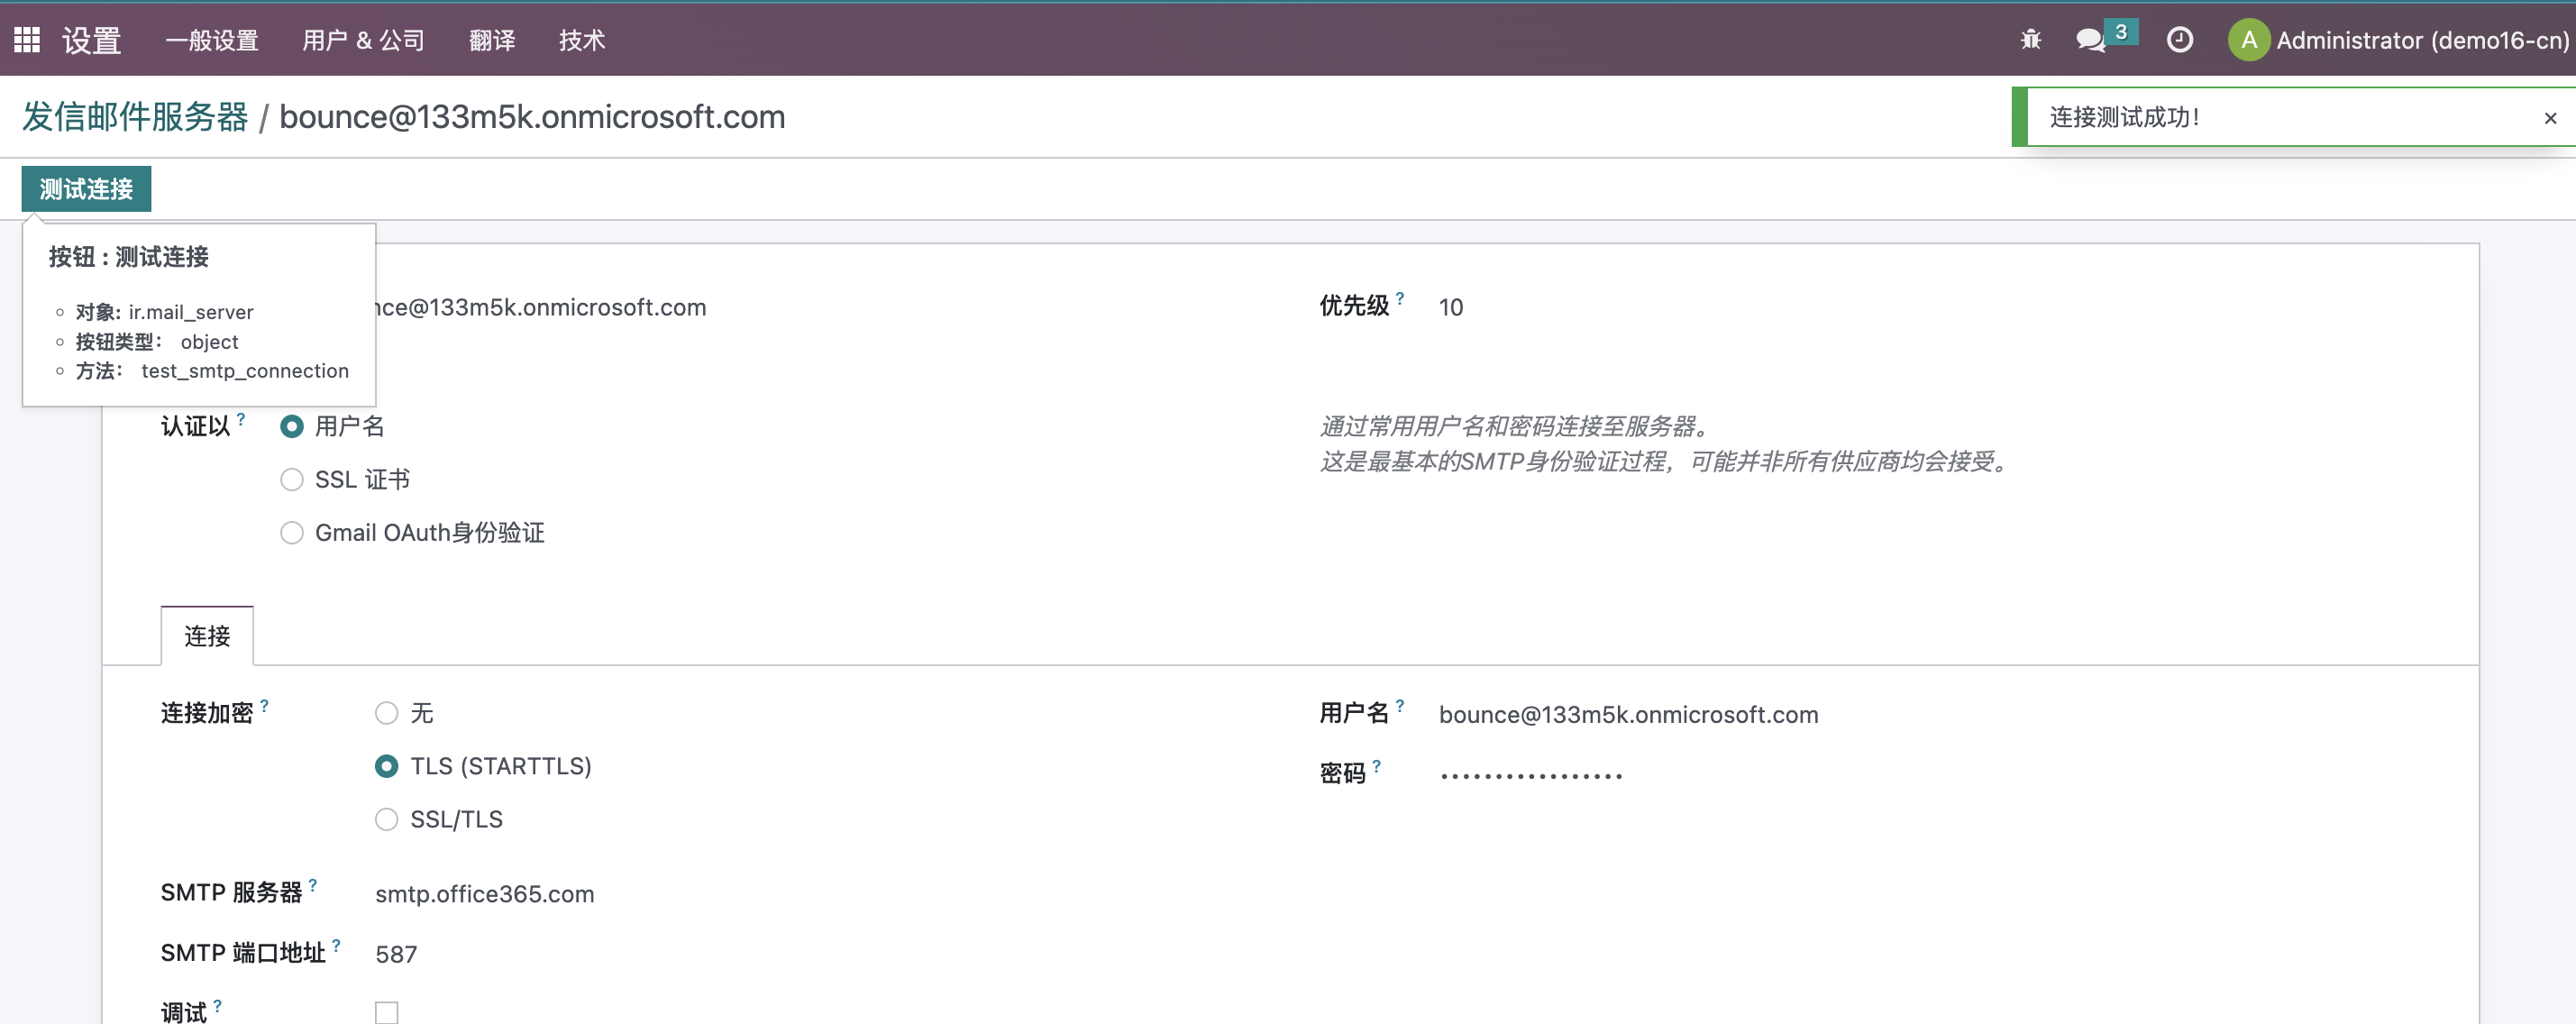 设置 一般设置 用户 & 公司 翻译 技术 3 A Administrator (demo16-cn)
发信邮件服务器 / bounce@133m5k.onmicrosoft.com
连接测试成功！ ×
测试连接
按钮 : 测试连接
对象: ir.mail_server
按钮类型： object
方法： test_smtp_connection
nce@133m5k.onmicrosoft.com
优先级 ? 10
认证以 ? 用户名
SSL 证书
Gmail OAuth身份验证
通过常用用户名和密码连接至服务器。
这是最基本的SMTP身份验证过程，可能并非所有供应商均会接受。
连接
连接加密 ? 无
TLS (STARTTLS)
SSL/TLS
用户名 ? bounce@133m5k.onmicrosoft.com
密码 ? •••••••••••••••••
SMTP 服务器 ? smtp.office365.com
SMTP 端口地址 ? 587
调试 ?